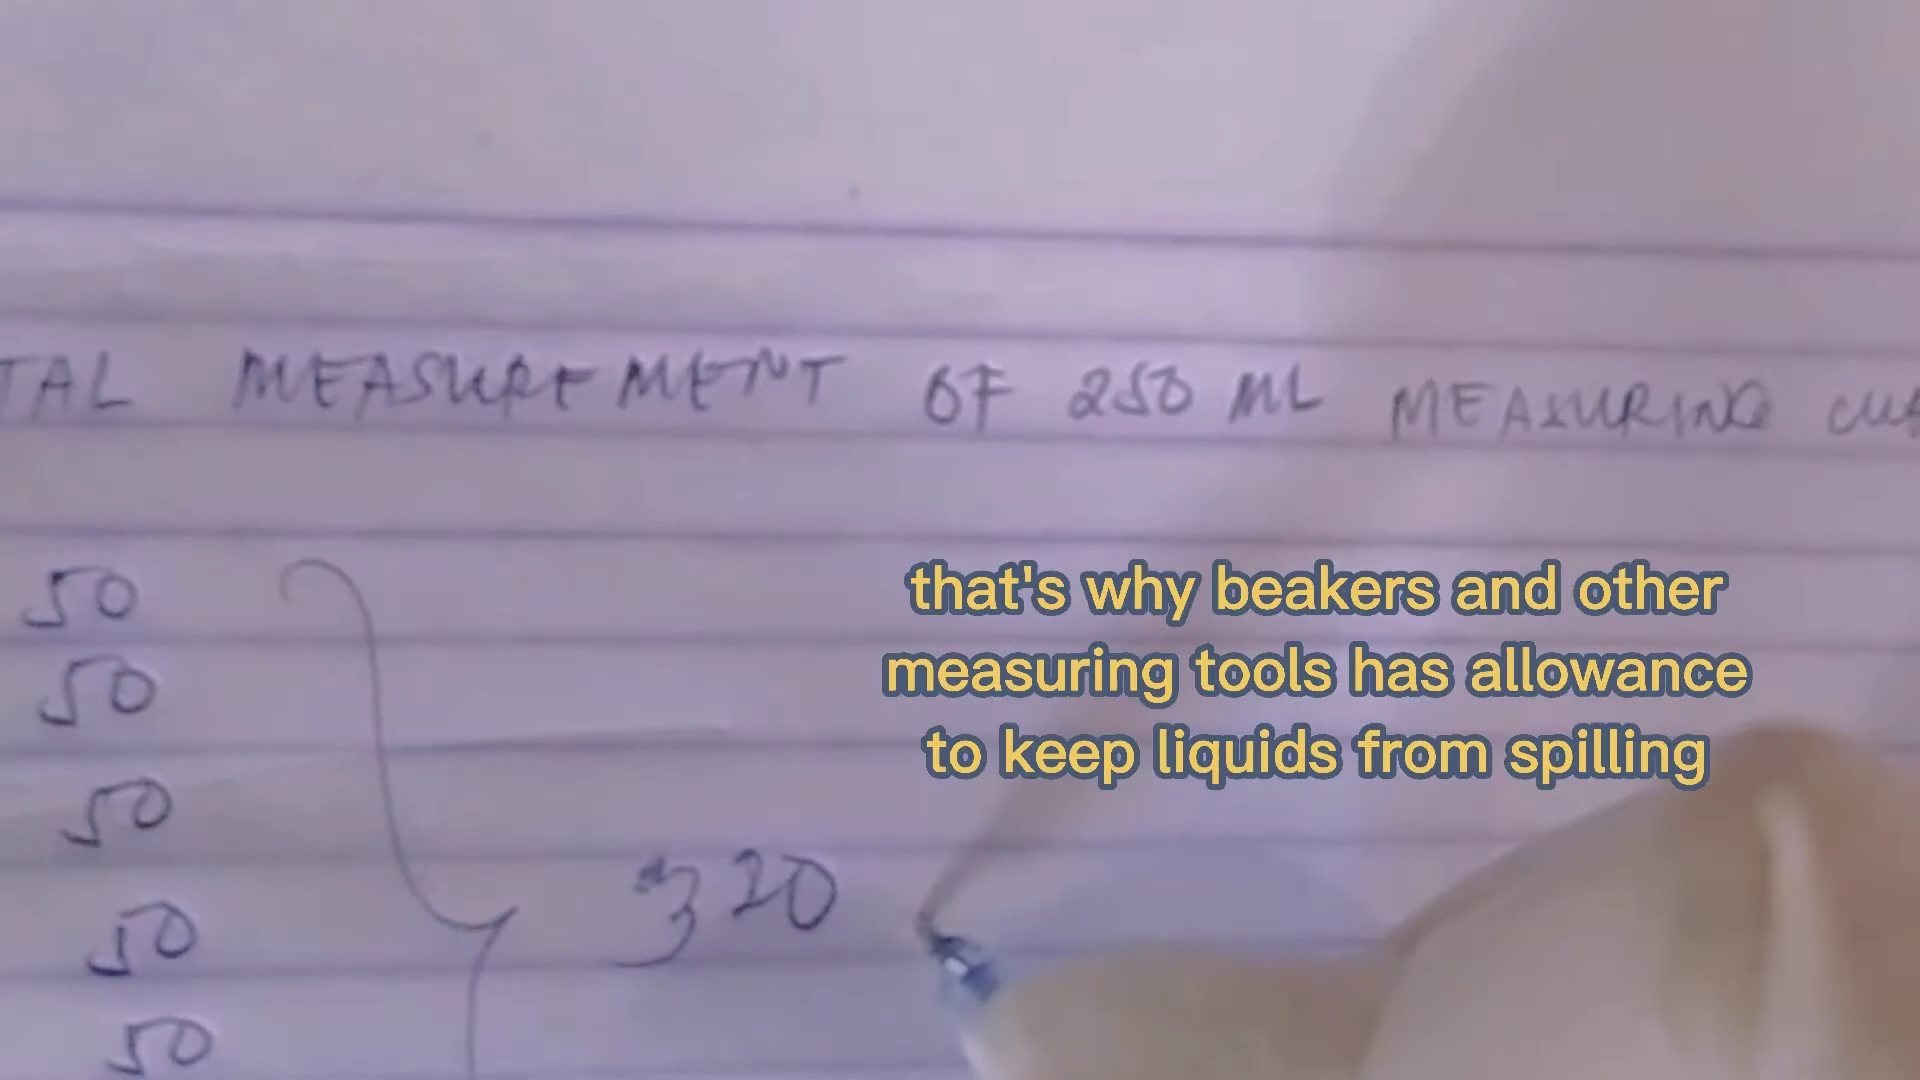 TAL MEASUREMENT OF 250 ML MEASURING
50
50
50
320
50
50
that's why beakers and other
measuring tools has allowance
to keep liquids from spilling